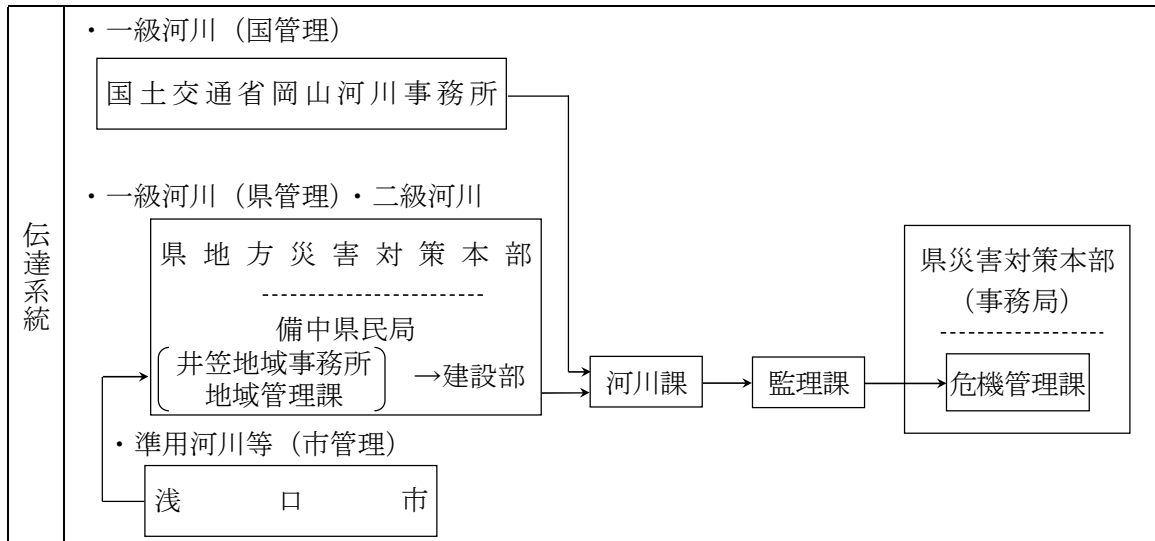 伝達系統
・一級河川（国管理）
国土交通省岡山河川事務所
・一級河川（県管理）・二級河川
県地方災害対策本部
備中県民局
井笠地域事務所
地域管理課
→建設部
・準用河川等（市管理）
浅口市
河川課
監理課
県災害対策本部
（事務局）
危機管理課